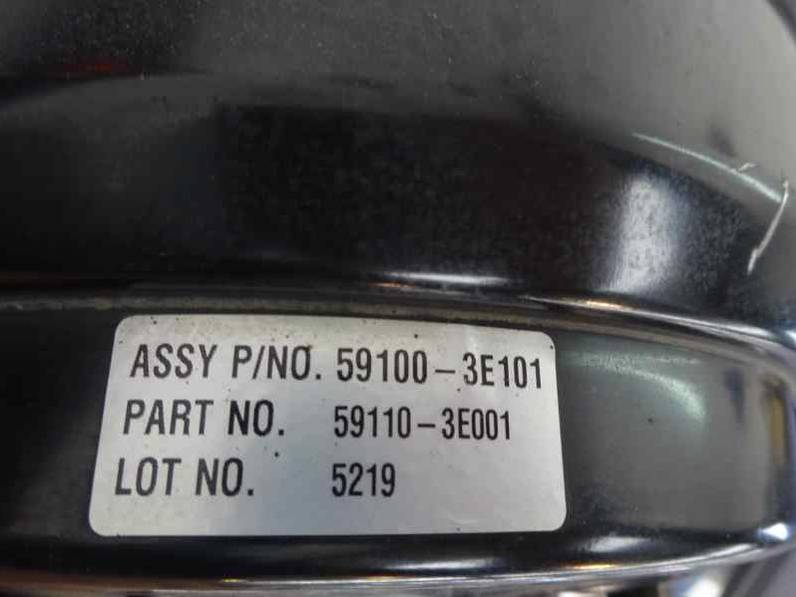 ASSY P/NO. 59100-3E101
PART NO. 59110-3E001
LOT NO. 5219